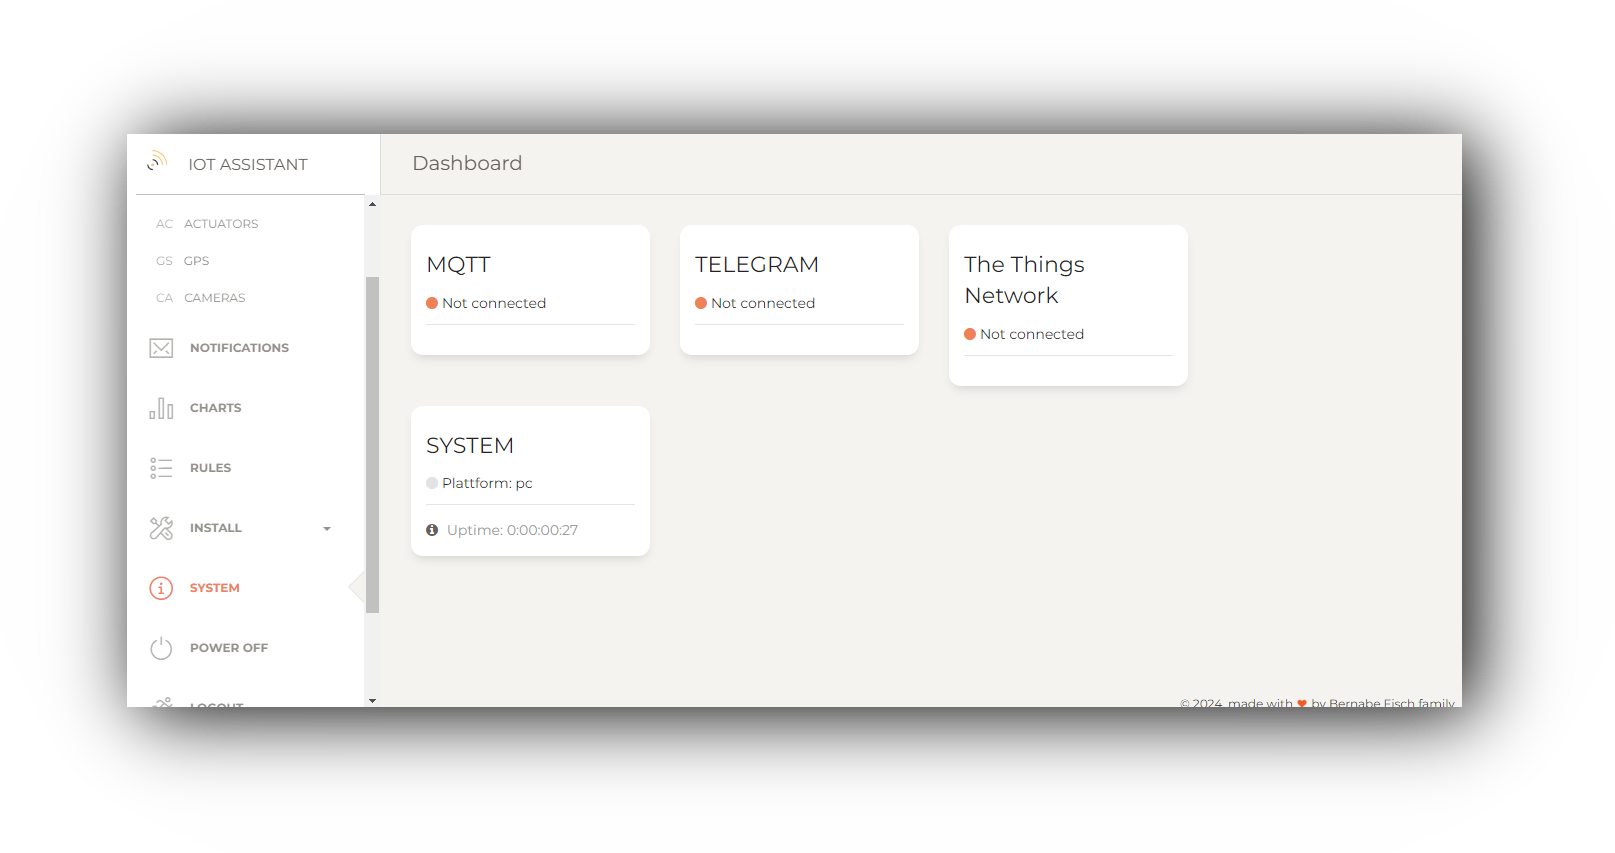 IOT ASSISTANT
Dashboard
AC ACTUATORS
GS GPS
CA CAMERAS
NOTIFICATIONS
CHARTS
RULES
INSTALL
SYSTEM
POWER OFF
LOGOUT
MQTT
Not connected
TELEGRAM
Not connected
The Things
Network
Not connected
SYSTEM
Plattform: pc
Uptime: 0:00:00:27
© 2024, made with ❤ by Bernabe Fisch family